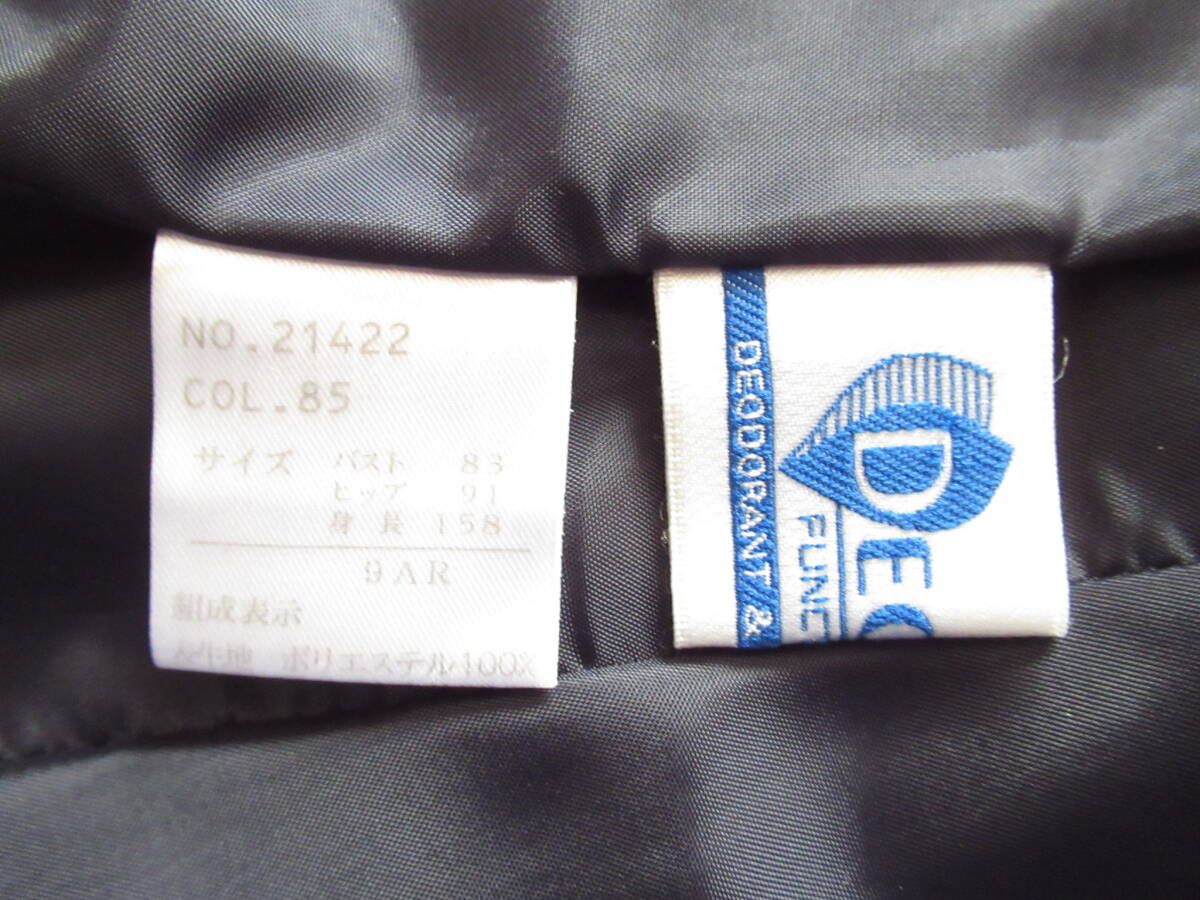 NO.21422
COL.85
サイズ バスト 83
ヒップ 91
身長 158
9AR
組成表示
表生地 ポリエステル100%
DEODORANT &
DEO
FUNCT